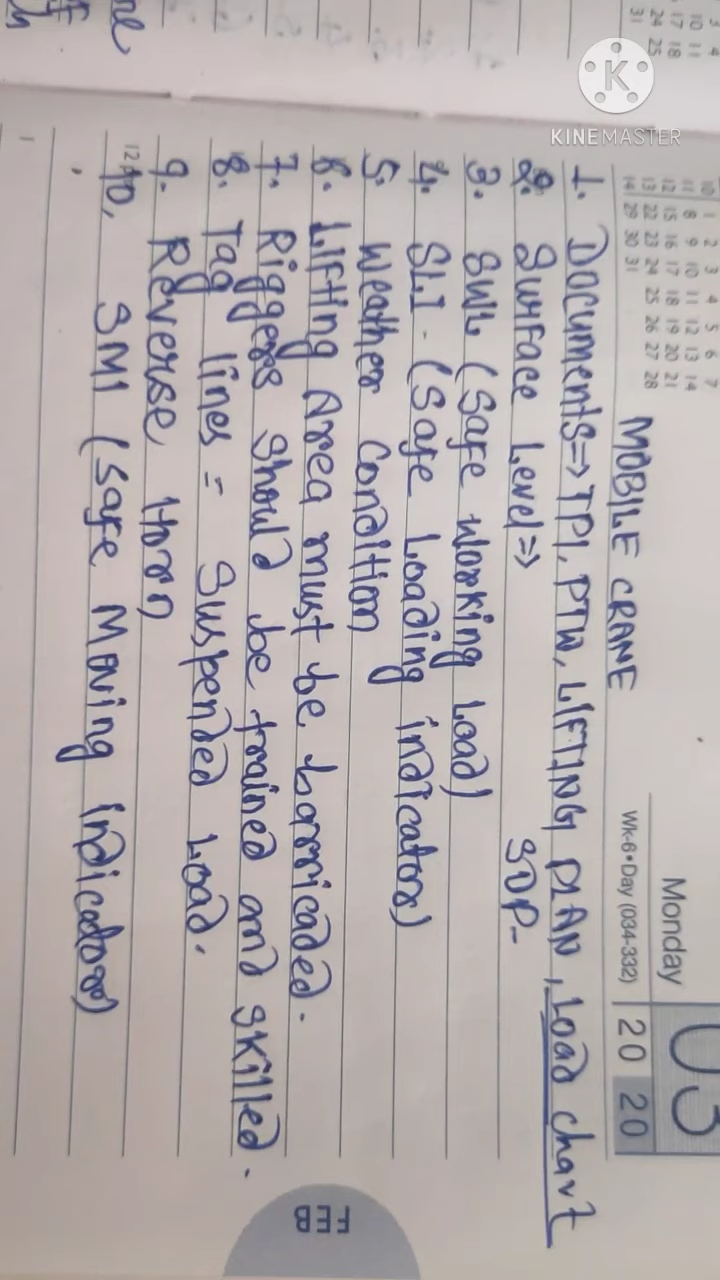 KINEMASTER
03
Monday
Wk-6•Day (034-332)
20 20
MOBILE CRANE
1. Documents⇒TPI, PTW, LIFTING PLAN, Load chart
SOP-
2. Surface Level⇒
3. SWL (Safe Working Load)
4. SLI - (Safe Loading indicators)
5. Weather Condition
6. Lifting Area must be barricaded.
7. Riggers should be trained and skilled.
8. Tag lines = Suspended Load.
9. Reverse Horn
10. SMI (Safe Moving indicators)
FEB